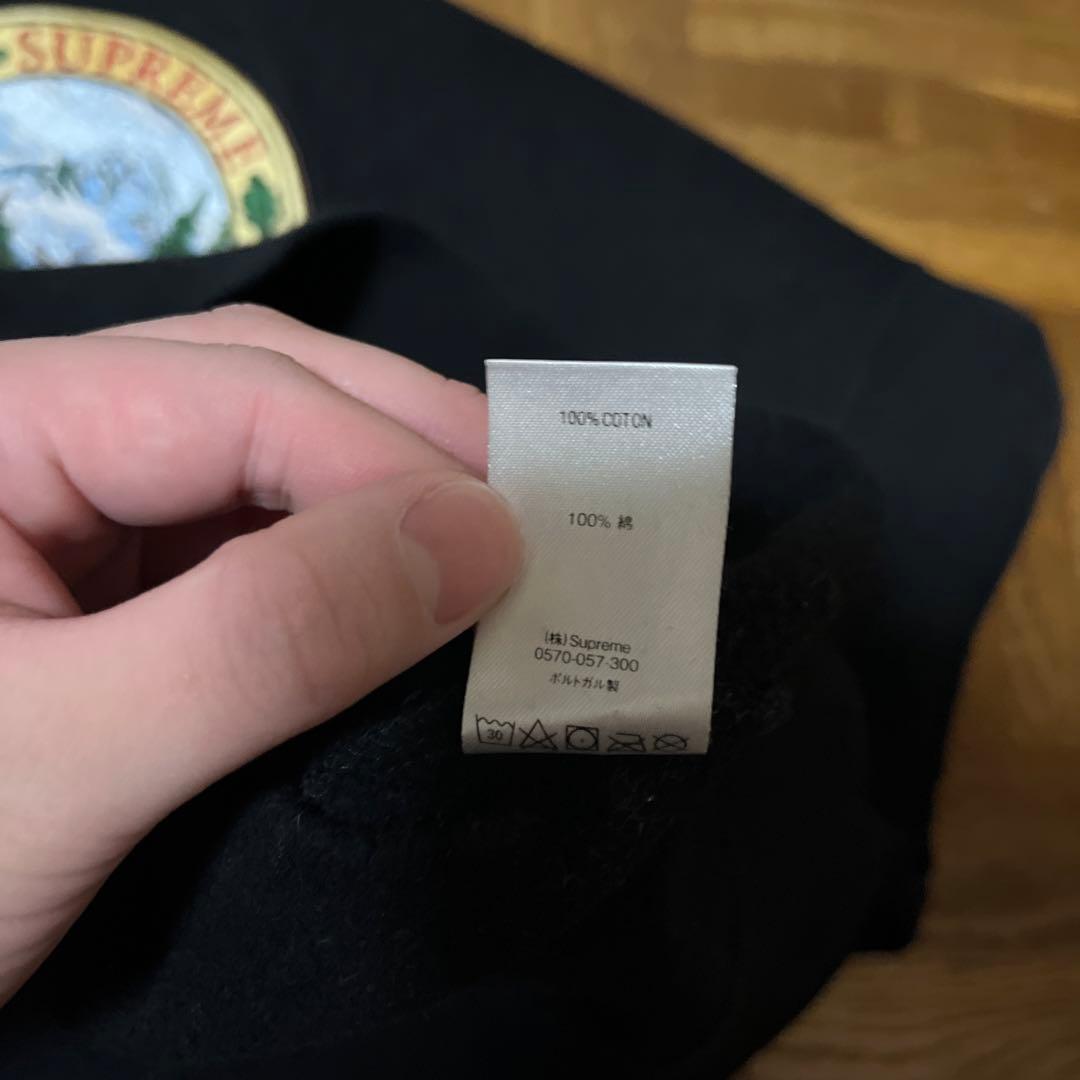 SUPREME
100% COTON
100% 綿
(株) Supreme
0570-057-300
ポルトガル製
30